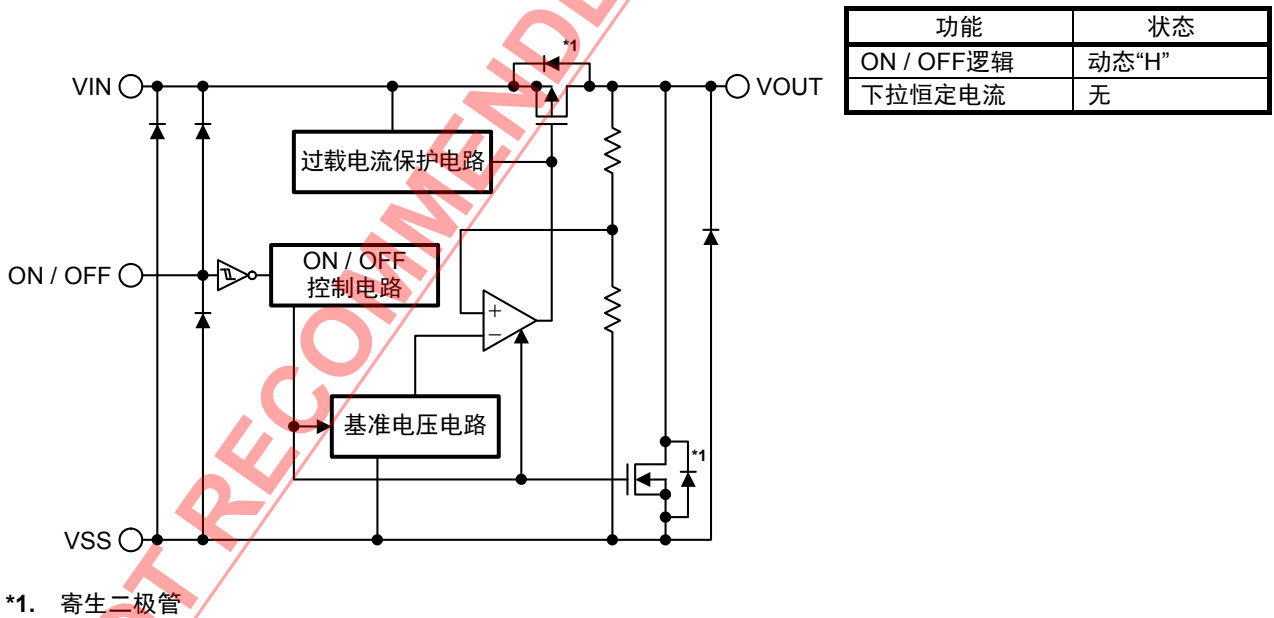 功能 状态
ON / OFF逻辑 动态“H”
下拉恒定电流 无
*1
VIN
VOUT
过载电流保护电路
ON / OFF
ON / OFF
控制电路
+
−
基准电压电路
*1
VSS
*1. 寄生二极管
OT RECOMMENDE